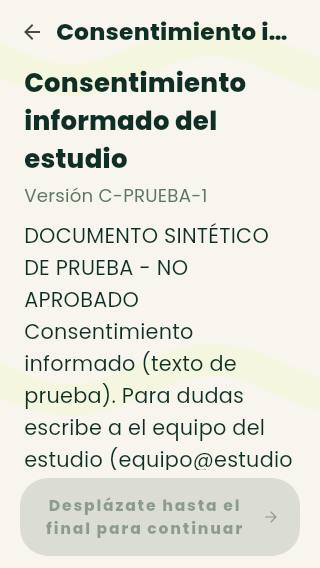 Consentimiento i...
Consentimiento
informado del
estudio
Versión C-PRUEBA-1
DOCUMENTO SINTÉTICO
DE PRUEBA - NO
APROBADO
Consentimiento
informado (texto de
prueba). Para dudas
escribe a el equipo del
estudio (equipo@estudio
Desplázate hasta el
final para continuar